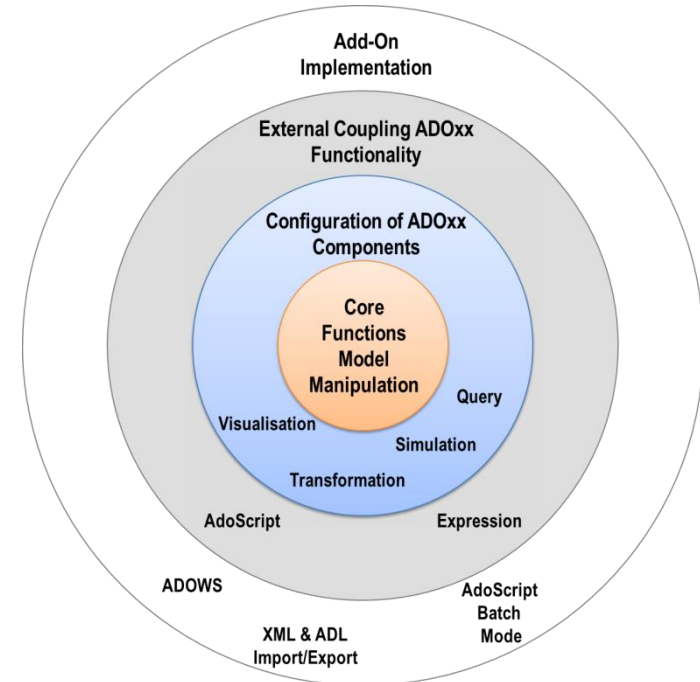 Add-On
Implementation
External Coupling ADOxx
Functionality
Configuration of ADOxx
Components
Core
Functions
Model
Manipulation
Query
Visualisation
Simulation
Transformation
AdoScript
Expression
ADOWS
AdoScript
Batch
Mode
XML & ADL
Import/Export